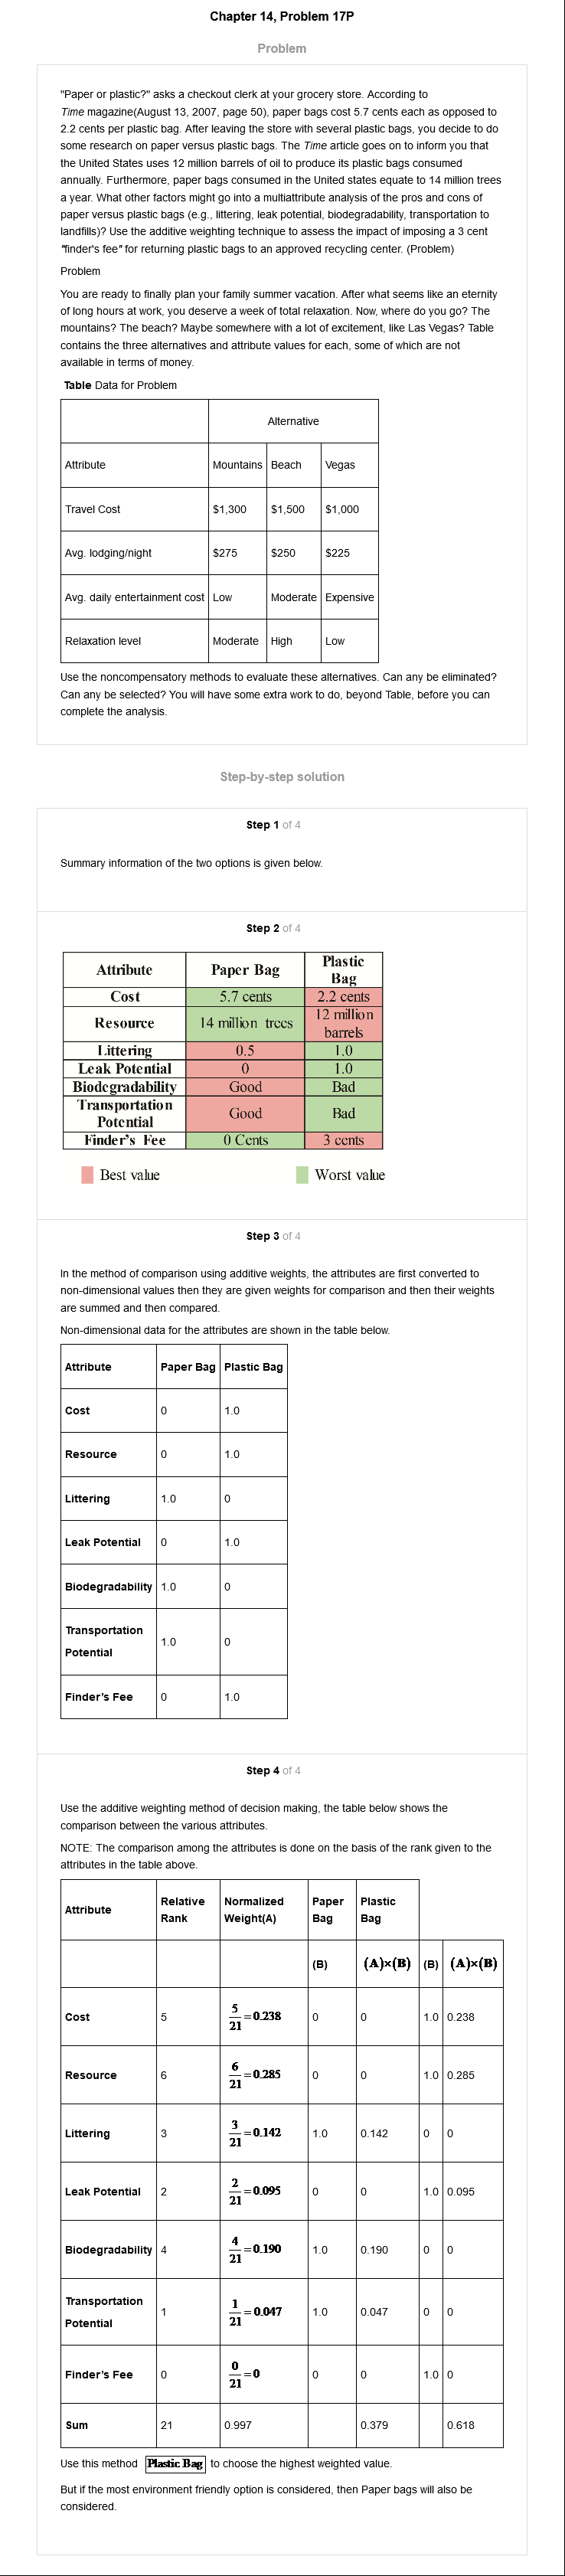 Chapter 14, Problem 17P
Problem
"Paper or plastic?" asks a checkout clerk at your grocery store. According to
Time magazine(August 13, 2007, page 50), paper bags cost 5.7 cents each as opposed to
2.2 cents per plastic bag. After leaving the store with several plastic bags, you decide to do
some research on paper versus plastic bags. The Time article goes on to inform you that
the United States uses 12 million barrels of oil to produce its plastic bags consumed
annually. Furthermore, paper bags consumed in the United states equate to 14 million trees
a year. What other factors might go into a multiattribute analysis of the pros and cons of
paper versus plastic bags (e.g., littering, leak potential, biodegradability, transportation to
landfills)? Use the additive weighting technique to assess the impact of imposing a 3 cent
"finder's fee" for returning plastic bags to an approved recycling center. (Problem)
Problem
You are ready to finally plan your family summer vacation. After what seems like an eternity
of long hours at work, you deserve a week of total relaxation. Now, where do you go? The
mountains? The beach? Maybe somewhere with a lot of excitement, like Las Vegas? Table
contains the three alternatives and attribute values for each, some of which are not
available in terms of money.
Table Data for Problem
Alternative
Attribute Mountains Beach Vegas
Travel Cost $1,300 $1,500 $1,000
Avg. lodging/night $275 $250 $225
Avg. daily entertainment cost Low Moderate Expensive
Relaxation level Moderate High Low
Use the noncompensatory methods to evaluate these alternatives. Can any be eliminated?
Can any be selected? You will have some extra work to do, beyond Table, before you can
complete the analysis.
Step-by-step solution
Step 1 of 4
Summary information of the two options is given below.
Step 2 of 4
Attribute Paper Bag Plastic
Bag
Cost 5.7 cents 2.2 cents
Resource 14 million trees 12 million
barrels
Littering 0.5 1.0
Leak Potential 0 1.0
Biodegradability Good Bad
Transportation
Potential Good Bad
Finder's Fee 0 Cents 3 cents
Best value Worst value
Step 3 of 4
In the method of comparison using additive weights, the attributes are first converted to
non-dimensional values then they are given weights for comparison and then their weights
are summed and then compared.
Non-dimensional data for the attributes are shown in the table below.
Attribute Paper Bag Plastic Bag
Cost 0 1.0
Resource 0 1.0
Littering 1.0 0
Leak Potential 0 1.0
Biodegradability 1.0 0
Transportation
Potential 1.0 0
Finder's Fee 0 1.0
Step 4 of 4
Use the additive weighting method of decision making, the table below shows the
comparison between the various attributes.
NOTE: The comparison among the attributes is done on the basis of the rank given to the
attributes in the table above.
Attribute Relative Normalized Paper Plastic
Rank Weight(A) Bag Bag
(B) (A)×(B) (B) (A)×(B)
Cost 5 5/21=0.238 0 0 1.0 0.238
Resource 6 6/21=0.285 0 0 1.0 0.285
Littering 3 3/21=0.142 1.0 0.142 0 0
Leak Potential 2 2/21=0.095 0 0 1.0 0.095
Biodegradability 4 4/21=0.190 1.0 0.190 0 0
Transportation
Potential 1 1/21=0.047 1.0 0.047 0 0
Finder's Fee 0 0/21=0 0 0 1.0 0
Sum 21 0.997 0.379 0.618
Use this method Plastic Bag to choose the highest weighted value.
But if the most environment friendly option is considered, then Paper bags will also be
considered.